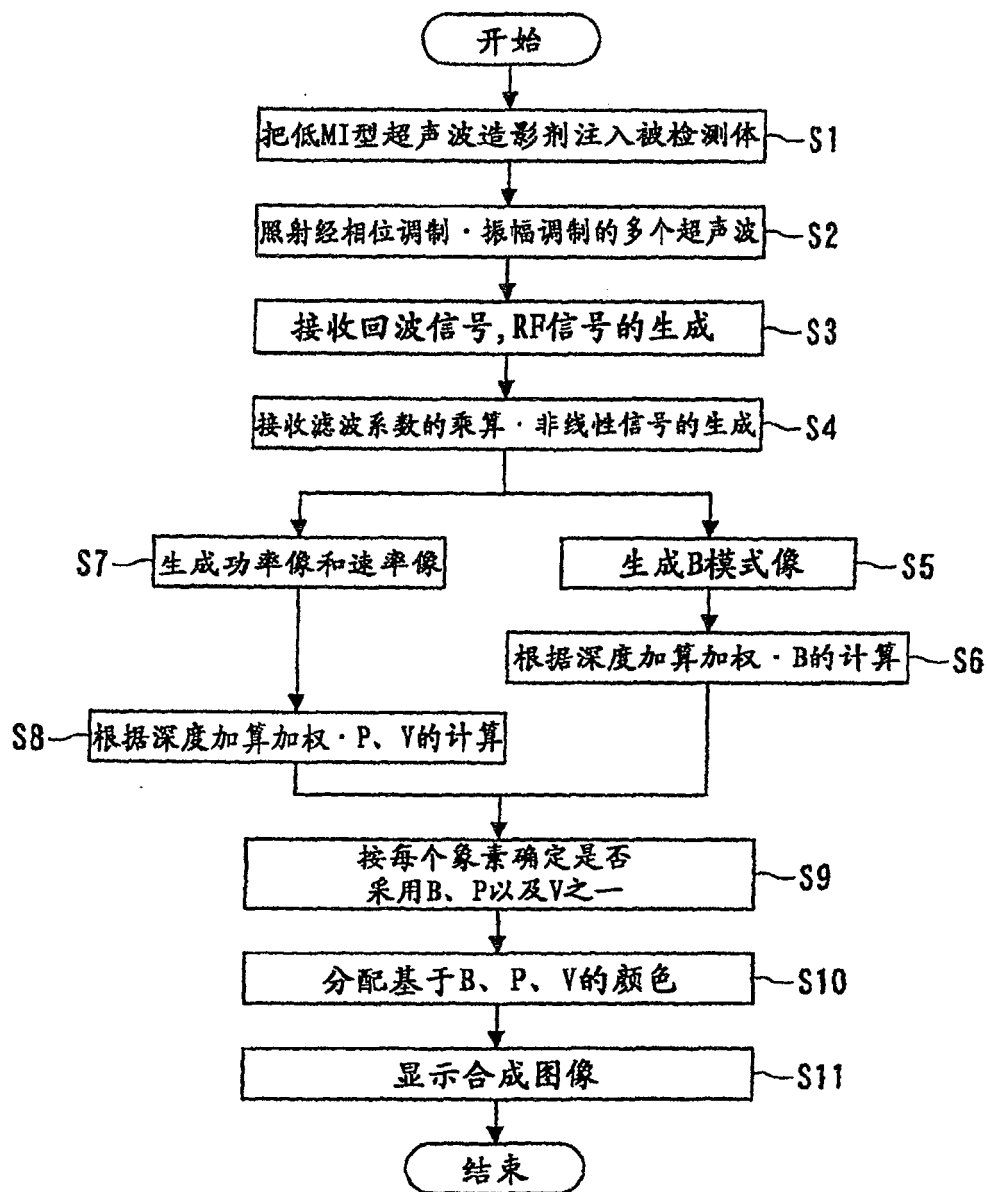 开始
把低MI型超声波造影剂注入被检测体 S1
照射经相位调制·振幅调制的多个超声波 S2
接收回波信号,RF信号的生成 S3
接收滤波系数的乘算·非线性信号的生成 S4
S7 生成功率像和速率像
生成B模式像 S5
根据深度加算加权·B的计算 S6
S8 根据深度加算加权·P、V的计算
按每个象素确定是否
采用B、P以及V之一 S9
分配基于B、P、V的颜色 S10
显示合成图像 S11
结束